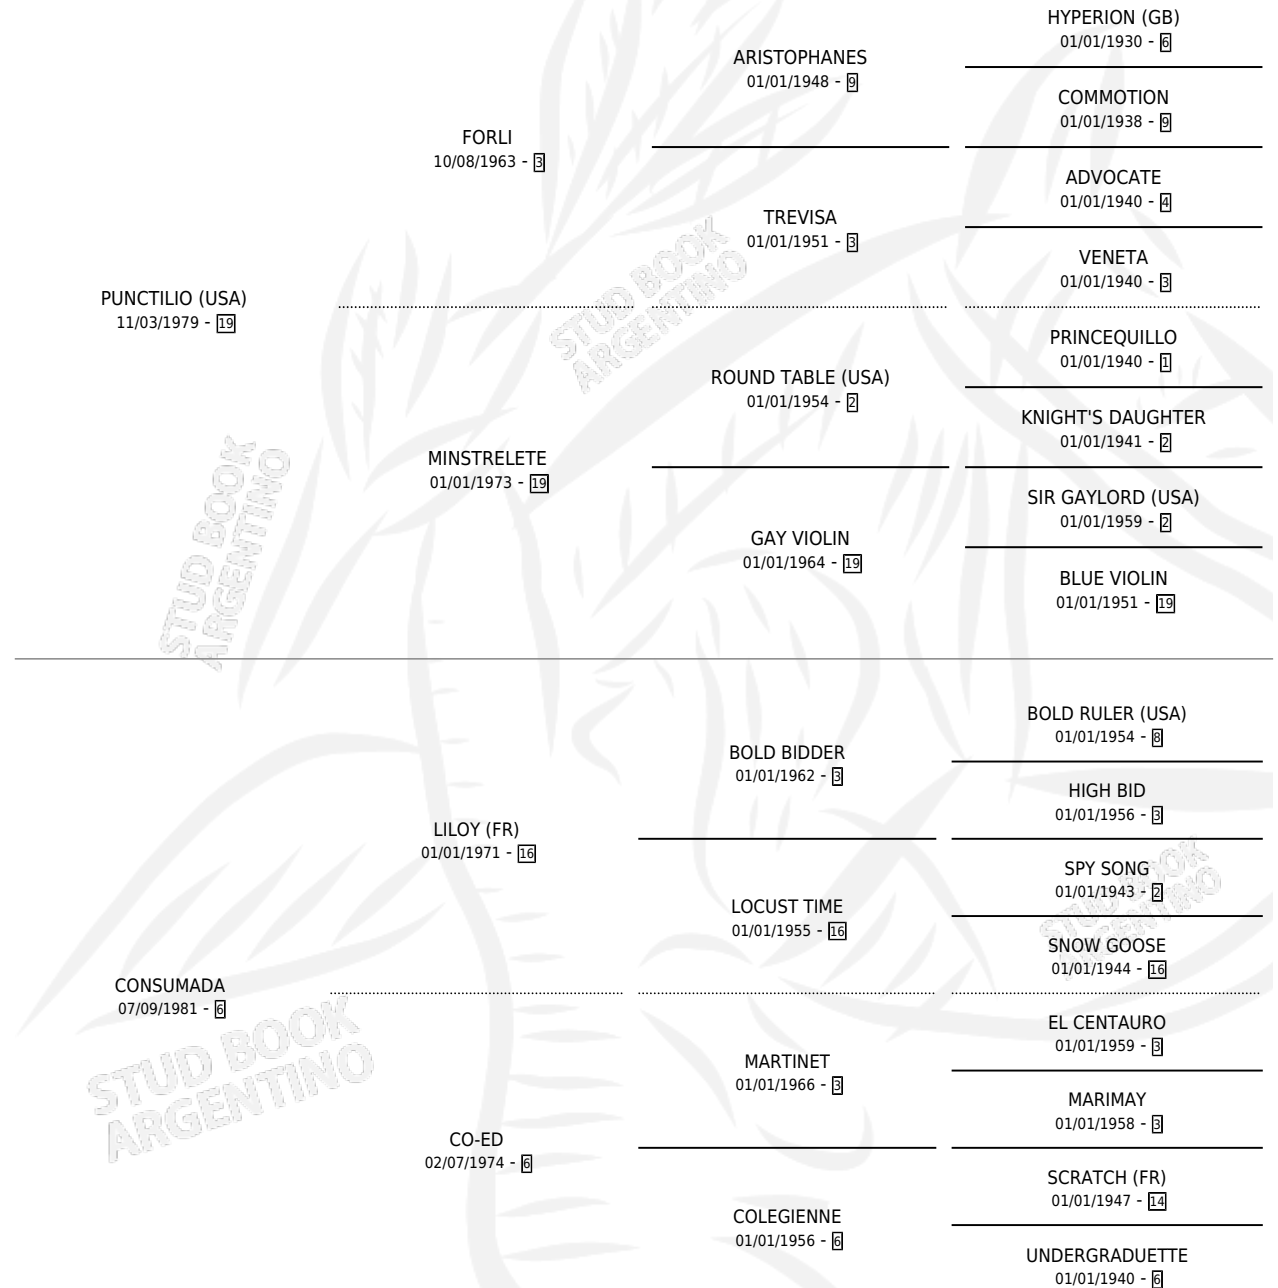 HYPERION (GB)
01/01/1930 - 6
ARISTOPHANES
01/01/1948 - 9
COMMOTION
01/01/1938 - 9
FORLI
10/08/1963 - 3
ADVOCATE
01/01/1940 - 4
TREVISA
01/01/1951 - 3
VENETA
01/01/1940 - 3
PUNCTILIO (USA)
11/03/1979 - 19
PRINCEQUILLO
01/01/1940 - 1
ROUND TABLE (USA)
01/01/1954 - 2
KNIGHT'S DAUGHTER
01/01/1941 - 2
MINSTRELETE
01/01/1973 - 19
SIR GAYLORD (USA)
01/01/1959 - 2
GAY VIOLIN
01/01/1964 - 19
BLUE VIOLIN
01/01/1951 - 19
BOLD RULER (USA)
01/01/1954 - 8
BOLD BIDDER
01/01/1962 - 3
HIGH BID
01/01/1956 - 3
LILOY (FR)
01/01/1971 - 16
SPY SONG
01/01/1943 - 2
LOCUST TIME
01/01/1955 - 16
SNOW GOOSE
01/01/1944 - 16
CONSUMADA
07/09/1981 - 6
EL CENTAURO
01/01/1959 - 3
MARTINET
01/01/1966 - 3
MARIMAY
01/01/1958 - 3
CO-ED
02/07/1974 - 6
SCRATCH (FR)
01/01/1947 - 14
COLEGIENNE
01/01/1956 - 6
UNDERGRADUETTE
01/01/1940 - 6
STUD BOOK
ARGENTINO
STUD BOOK
ARGENTINO
STUD BOOK
ARGENTINO
STUD BOOK
ARGENTINO